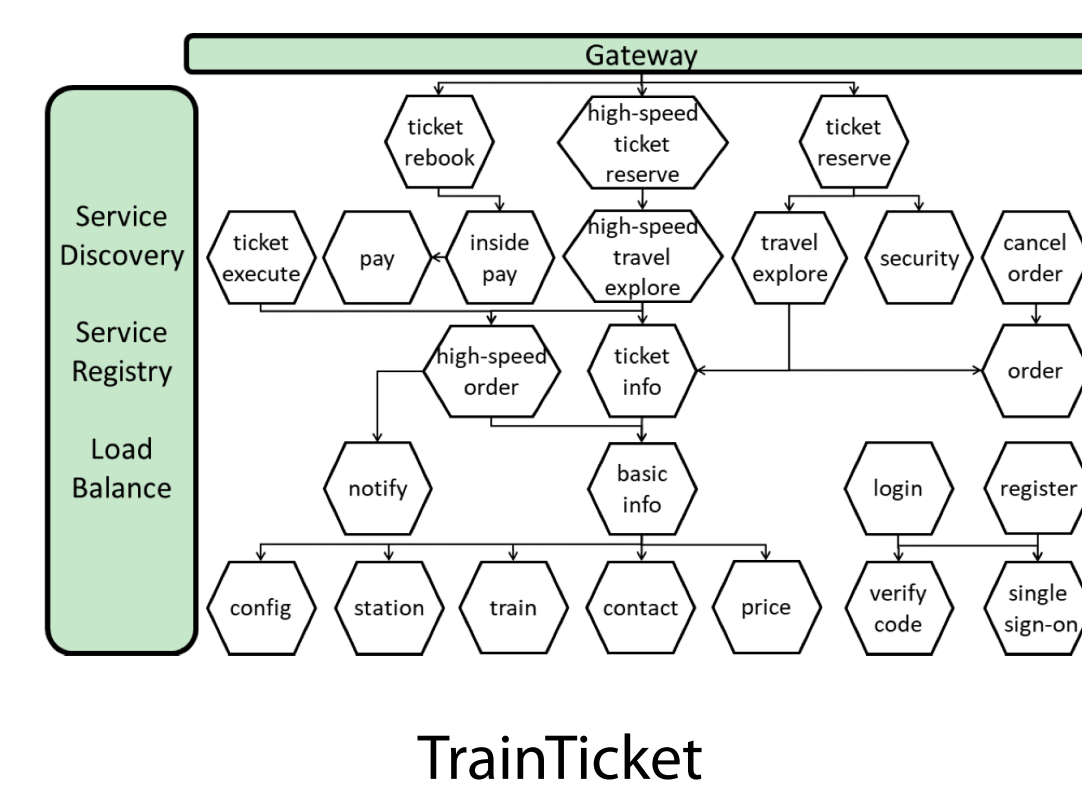 Gateway
Service
Discovery
Service
Registry
Load
Balance
ticket
rebook
high-speed
ticket
reserve
ticket
reserve
ticket
execute
pay
inside
pay
high-speed
travel
explore
travel
explore
security
cancel
order
high-speed
order
ticket
info
order
notify
basic
info
login
register
config
station
train
contact
price
verify
code
single
sign-on
TrainTicket